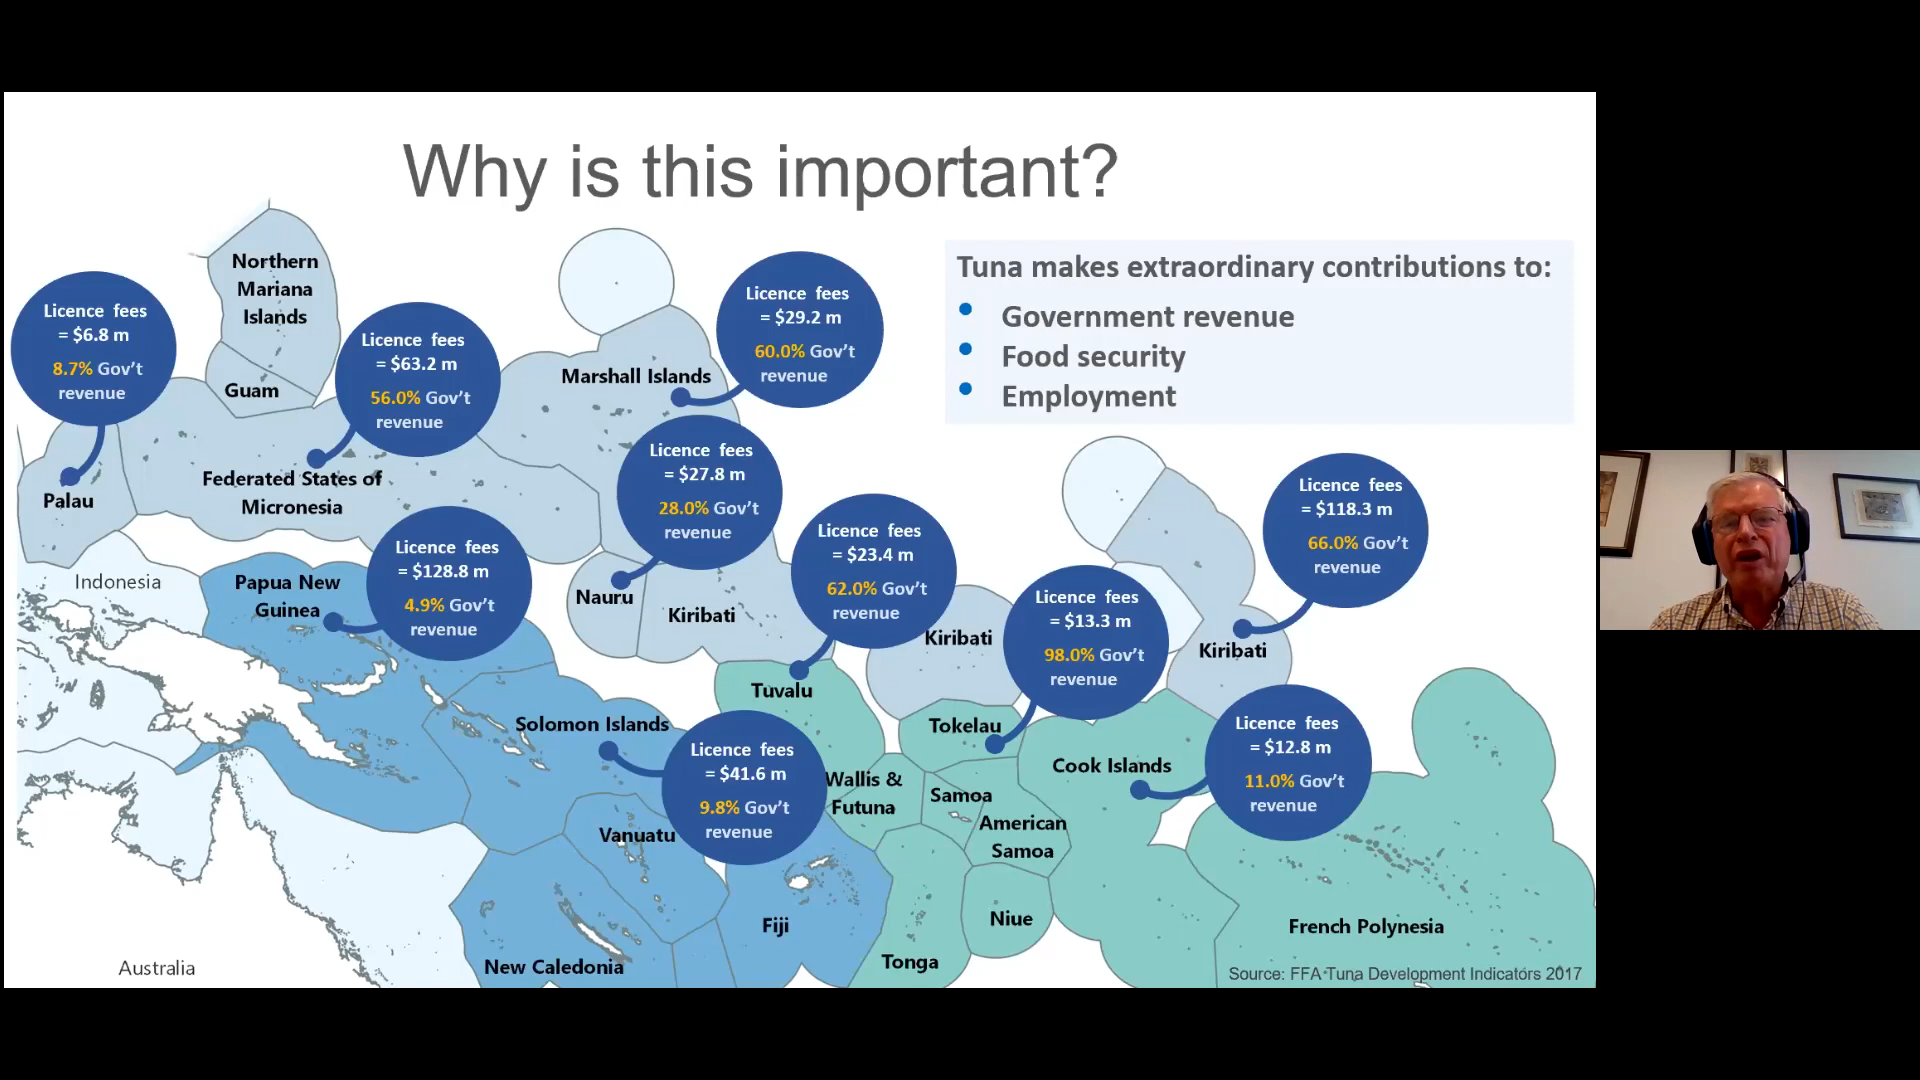 Why is this important?
Tuna makes extraordinary contributions to:
• Government revenue
• Food security
• Employment
Northern
Mariana
Islands
Guam
Licence fees
= $6.8 m
8.7% Gov't
revenue
Palau
Licence fees
= $63.2 m
56.0% Gov't
revenue
Federated States of
Micronesia
Licence fees
= $29.2 m
60.0% Gov't
revenue
Marshall Islands
Licence fees
= $27.8 m
28.0% Gov't
revenue
Nauru
Kiribati
Licence fees
= $128.8 m
4.9% Gov't
revenue
Indonesia
Papua New
Guinea
Licence fees
= $23.4 m
62.0% Gov't
revenue
Tuvalu
Kiribati
Licence fees
= $118.3 m
66.0% Gov't
revenue
Kiribati
Licence fees
= $13.3 m
98.0% Gov't
revenue
Tokelau
Solomon Islands
Licence fees
= $41.6 m
9.8% Gov't
revenue
Licence fees
= $12.8 m
11.0% Gov't
revenue
Cook Islands
Wallis &
Futuna
Samoa
American
Samoa
Vanuatu
Fiji
Niue
Tonga
French Polynesia
New Caledonia
Australia
Source: FFA Tuna Development Indicators 2017